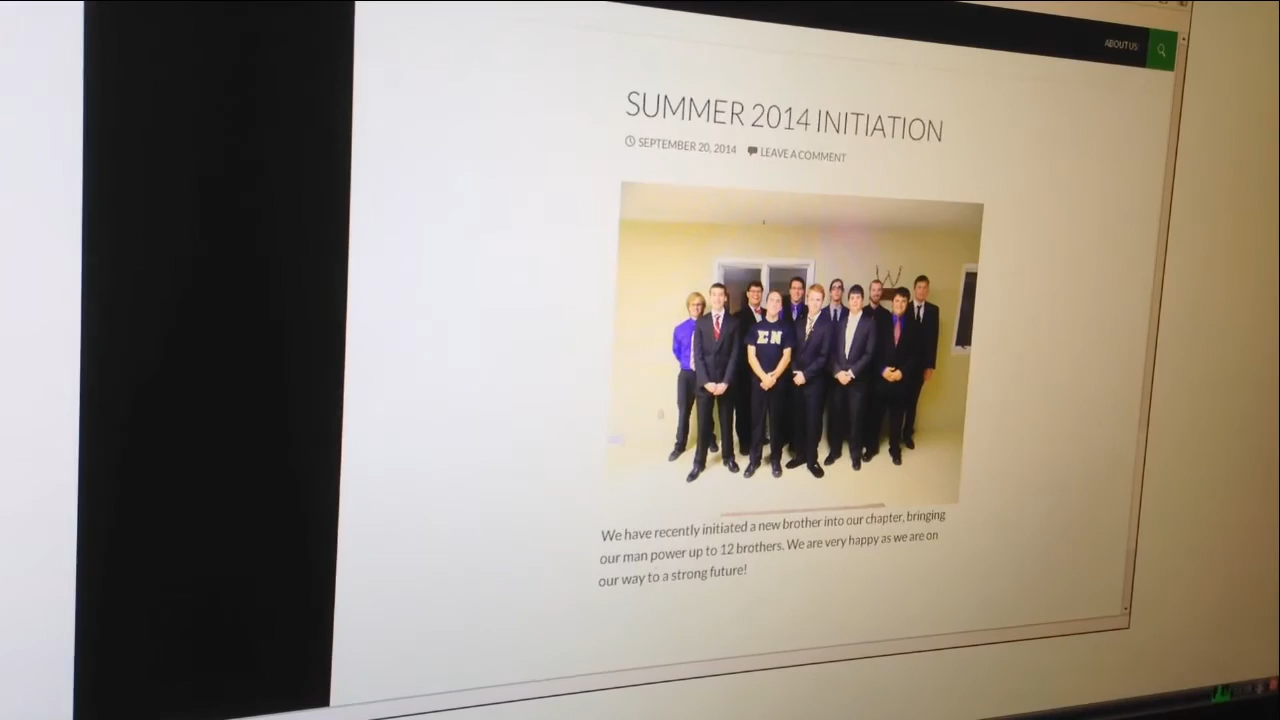 ABOUT US
SUMMER 2014 INITIATION
SEPTEMBER 20, 2014 LEAVE A COMMENT
ΣN
We have recently initiated a new brother into our chapter, bringing
our man power up to 12 brothers. We are very happy as we are on
our way to a strong future!